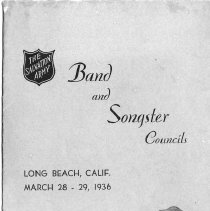 THE
SALVATION
ARMY
Band
and
Songster
Councils
LONG BEACH, CALIF.
MARCH 28 - 29, 1936